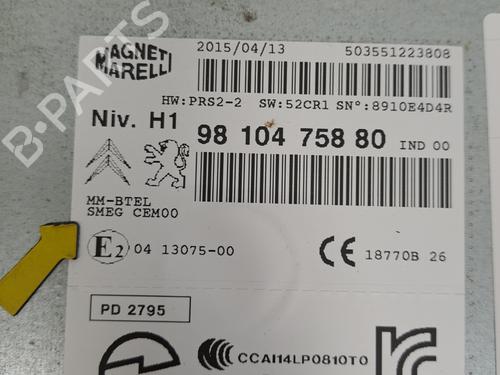 MAGNETI
MARELLI
2015/04/13
503551223808
HW:PRS2-2 SW:52CR1 SN°:8910E4D4R
Niv. H1
98 104 758 80 IND 00
MM-BTEL
SMEG CEM00
E2 04 13075-00
CE 18770B 26
PD 2795
CCAI14LP0810T0
B-PARTS